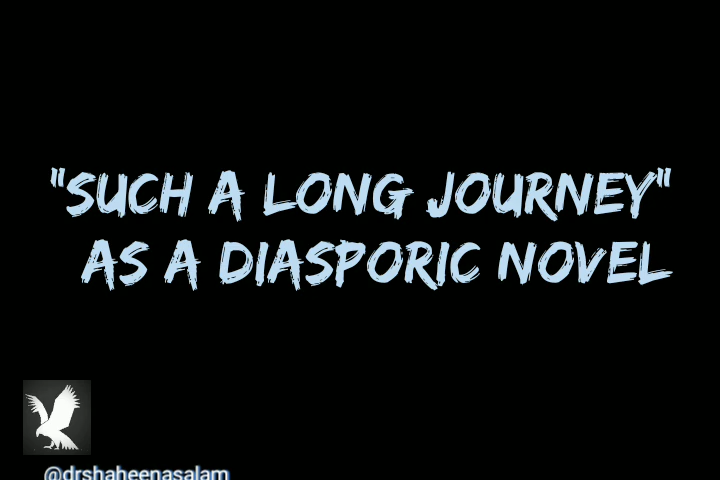 "SUCH A LONG JOURNEY"
AS A DIASPORIC NOVEL
@drshaheenasalam